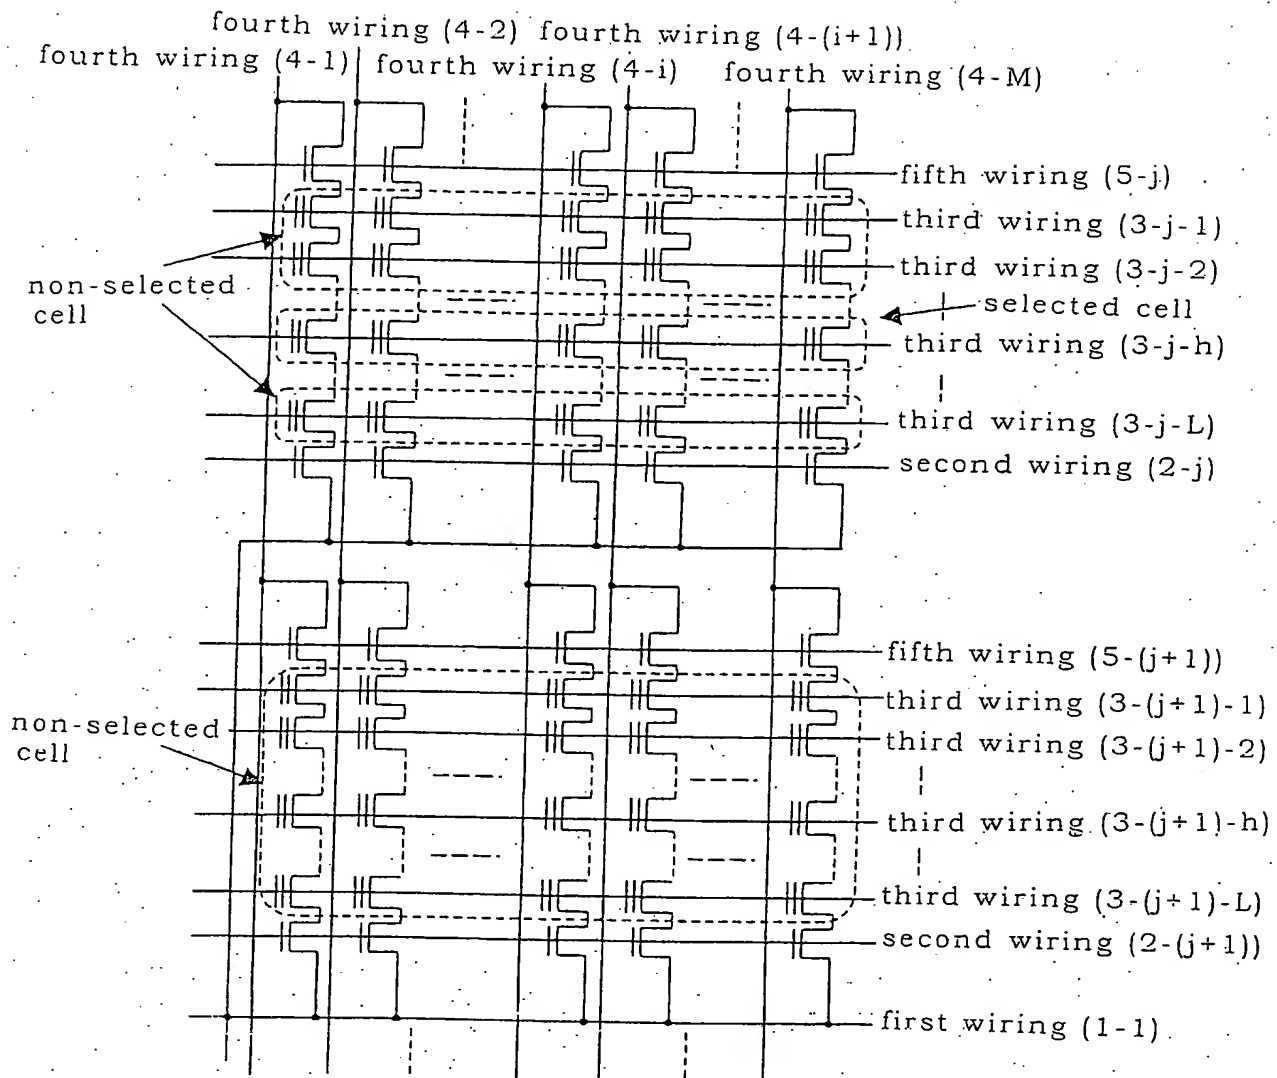 fourth wiring (4-2) fourth wiring (4-(i+1))
fourth wiring (4-1) fourth wiring (4-i) fourth wiring (4-M)
fifth wiring (5-j)
third wiring (3-j-1)
third wiring (3-j-2)
non-selected
cell
selected cell
third wiring (3-j-h)
third wiring (3-j-L)
second wiring (2-j)
fifth wiring (5-(j+1))
third wiring (3-(j+1)-1)
non-selected
cell
third wiring (3-(j+1)-2)
third wiring (3-(j+1)-h)
third wiring (3-(j+1)-L)
second wiring (2-(j+1))
first wiring (1-1)